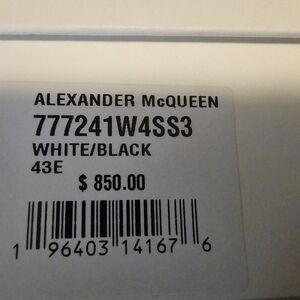 ALEXANDER McQUEEN
777241W4SS3
WHITE/BLACK
43E
$ 850.00
1 96403 14167 6